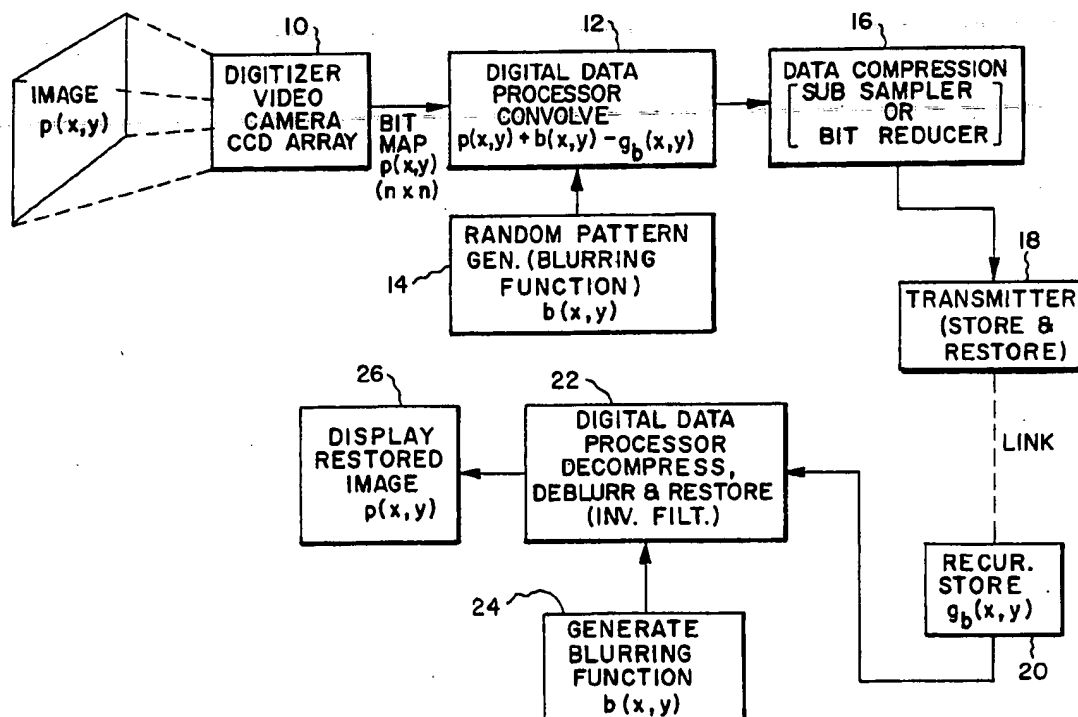 10
12
16
IMAGE
p(x,y)
DIGITIZER
VIDEO
CAMERA
CCD ARRAY
BIT
MAP
p(x,y)
(n x n)
DIGITAL DATA
PROCESSOR
CONVOLVE
p(x,y)+b(x,y)-g_b(x,y)
DATA COMPRESSION
[SUB SAMPLER
OR
BIT REDUCER]
14
RANDOM PATTERN
GEN. (BLURRING
FUNCTION)
b(x,y)
18
TRANSMITTER
(STORE &
RESTORE)
LINK
26
DISPLAY
RESTORED
IMAGE
p(x,y)
22
DIGITAL DATA
PROCESSOR
DECOMPRESS,
DEBLURR & RESTORE
(INV. FILT.)
24
GENERATE
BLURRING
FUNCTION
b(x,y)
RECUR.
STORE
g_b(x,y)
20